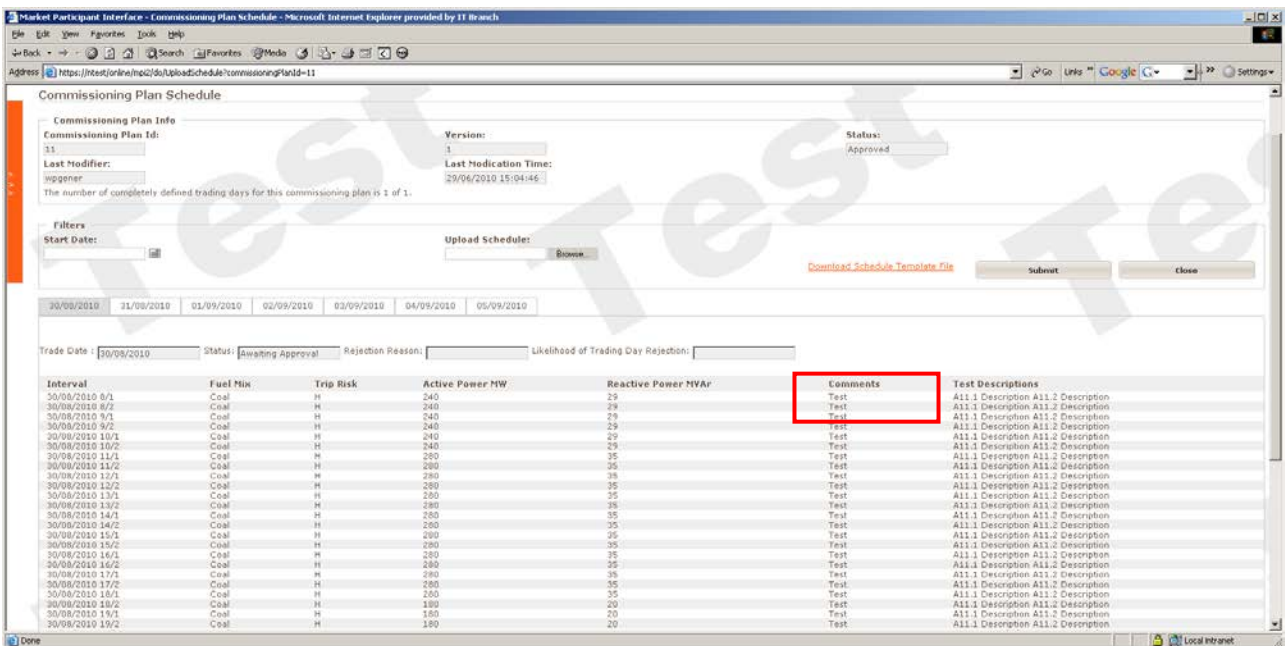 Market Participant Interface - Commissioning Plan Schedule - Microsoft Internet Explorer provided by IT Branch
File Edit View Favorites Tools Help
Back Search Favorites Media
Address https://ntest/online/mpi2/do/UploadSchedule?commissioningPlanId=11 Go Links Google Settings
Commissioning Plan Schedule
Commissioning Plan Info
Commissioning Plan Id: Version: Status:
11 1 Approved
Last Modifier: Last Modication Time:
wpgener 29/06/2010 15:04:46
The number of completely defined trading days for this commissioning plan is 1 of 1.
Filters
Start Date: Upload Schedule:
Browse...
Download Schedule Template File Submit Close
30/08/2010 31/08/2010 01/09/2010 02/09/2010 03/09/2010 04/09/2010 05/09/2010
Trade Date : 30/08/2010 Status: Awaiting Approval Rejection Reason: Likelihood of Trading Day Rejection:
Interval Fuel Mix Trip Risk Active Power MW Reactive Power MVAr Comments Test Descriptions
30/08/2010 8/1 Coal H 240 29 Test A11.1 Description A11.2 Description
30/08/2010 8/2 Coal H 240 29 Test A11.1 Description A11.2 Description
30/08/2010 9/1 Coal H 240 29 Test A11.1 Description A11.2 Description
30/08/2010 9/2 Coal H 240 29 Test A11.1 Description A11.2 Description
30/08/2010 10/1 Coal H 240 29 Test A11.1 Description A11.2 Description
30/08/2010 10/2 Coal H 240 29 Test A11.1 Description A11.2 Description
30/08/2010 11/1 Coal H 280 35 Test A11.1 Description A11.2 Description
30/08/2010 11/2 Coal H 280 35 Test A11.1 Description A11.2 Description
30/08/2010 12/1 Coal H 280 35 Test A11.1 Description A11.2 Description
30/08/2010 12/2 Coal H 280 35 Test A11.1 Description A11.2 Description
30/08/2010 13/1 Coal H 280 35 Test A11.1 Description A11.2 Description
30/08/2010 13/2 Coal H 280 35 Test A11.1 Description A11.2 Description
30/08/2010 14/1 Coal H 280 35 Test A11.1 Description A11.2 Description
30/08/2010 14/2 Coal H 280 35 Test A11.1 Description A11.2 Description
30/08/2010 15/1 Coal H 280 35 Test A11.1 Description A11.2 Description
30/08/2010 15/2 Coal H 280 35 Test A11.1 Description A11.2 Description
30/08/2010 16/1 Coal H 280 35 Test A11.1 Description A11.2 Description
30/08/2010 16/2 Coal H 280 35 Test A11.1 Description A11.2 Description
30/08/2010 17/1 Coal H 280 35 Test A11.1 Description A11.2 Description
30/08/2010 17/2 Coal H 280 35 Test A11.1 Description A11.2 Description
30/08/2010 18/1 Coal H 280 35 Test A11.1 Description A11.2 Description
30/08/2010 18/2 Coal H 180 20 Test A11.1 Description A11.2 Description
30/08/2010 19/1 Coal H 180 20 Test A11.1 Description A11.2 Description
30/08/2010 19/2 Coal H 180 20 Test A11.1 Description A11.2 Description
Test
Done Local intranet